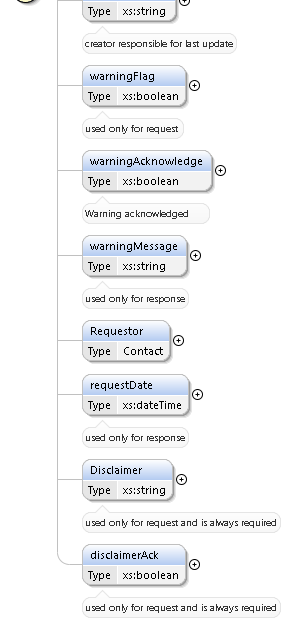 Type xs:string
creator responsible for last update
warningFlag
Type xs:boolean
used only for request
warningAcknowledge
Type xs:boolean
Warning acknowledged
warningMessage
Type xs:string
used only for response
Requestor
Type Contact
requestDate
Type xs:dateTime
used only for response
Disclaimer
Type xs:string
used only for request and is always required
disclaimerAck
Type xs:boolean
used only for request and is always required